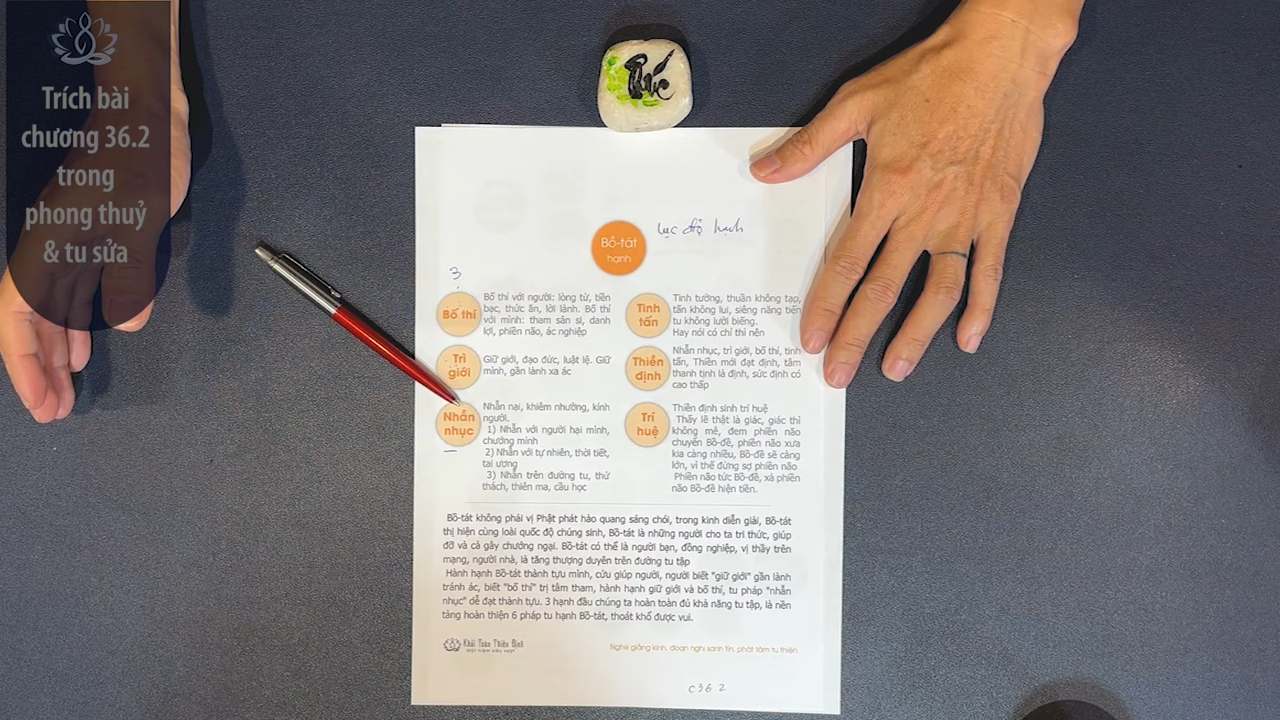 Trích bài
chương 36.2
trong
phong thuỷ
& tu sửa
Thức
Bồ-tát
hạnh
lục độ hạnh
3
Bố thí
Bố thí với người: lòng từ, tiền
bạc, thức ăn, lời lành. Bố thí
với mình: tham sân si, danh
lợi, phiền não, ác nghiệp
Trì
giới
Giữ giới, đạo đức, luật lệ. Giữ
mình, gần lành xa ác
Nhẫn
nhục
Nhẫn nại, khiêm nhường, kính
người.
1) Nhẫn với người hại mình,
chướng mình
2) Nhẫn với tự nhiên, thời tiết,
tai ương
3) Nhẫn trên đường tu, thử
thách, thiên ma, cầu học
Tinh
tấn
Tinh tường, thuần không tạp,
tấn không lui, siêng năng tiến
tu không lười biếng.
Hay nói có chí thì nên
Thiền
định
Nhẫn nhục, trì giới, bố thí, tinh
tấn, Thiền mới đạt định, tâm
thanh tịnh là định, sức định có
cao thấp
Trí
huệ
Thiền định sinh trí huệ
Thấy lẽ thật là giác, giác thì
không mê, đem phiền não
chuyển Bồ-đề, phiền não xưa
kia càng nhiều, Bồ-đề sẽ càng
lớn, vì thế đừng sợ phiền não
Phiền não tức Bồ-đề, xả phiền
não Bồ-đề hiện tiền.
Bồ-tát không phải vị Phật phát hào quang sáng chói, trong kinh diễn giải, Bồ-tát
thị hiện cùng loài quốc độ chúng sinh, Bồ-tát là những người cho ta tri thức, giúp
đỡ và cả gây chướng ngại. Bồ-tát có thể là người bạn, đồng nghiệp, vị thầy trên
mạng, người nhà, là tăng thượng duyên trên đường tu tập
Hành hạnh Bồ-tát thành tựu mình, cứu giúp người, người biết "giữ giới" gần lành
tránh ác, biết "bố thí" trị tâm tham, hành hạnh giữ giới và bố thí, tu pháp "nhẫn
nhục" dễ đạt thành tựu. 3 hạnh đầu chúng ta hoàn toàn đủ khả năng tu tập, là nền
tảng hoàn thiện 6 pháp tu hạnh Bồ-tát, thoát khổ được vui.
Khải Toàn Thiền Định
Nghe giảng kinh, đoạn nghi sanh tín, phát tâm tu thiện
C36.2